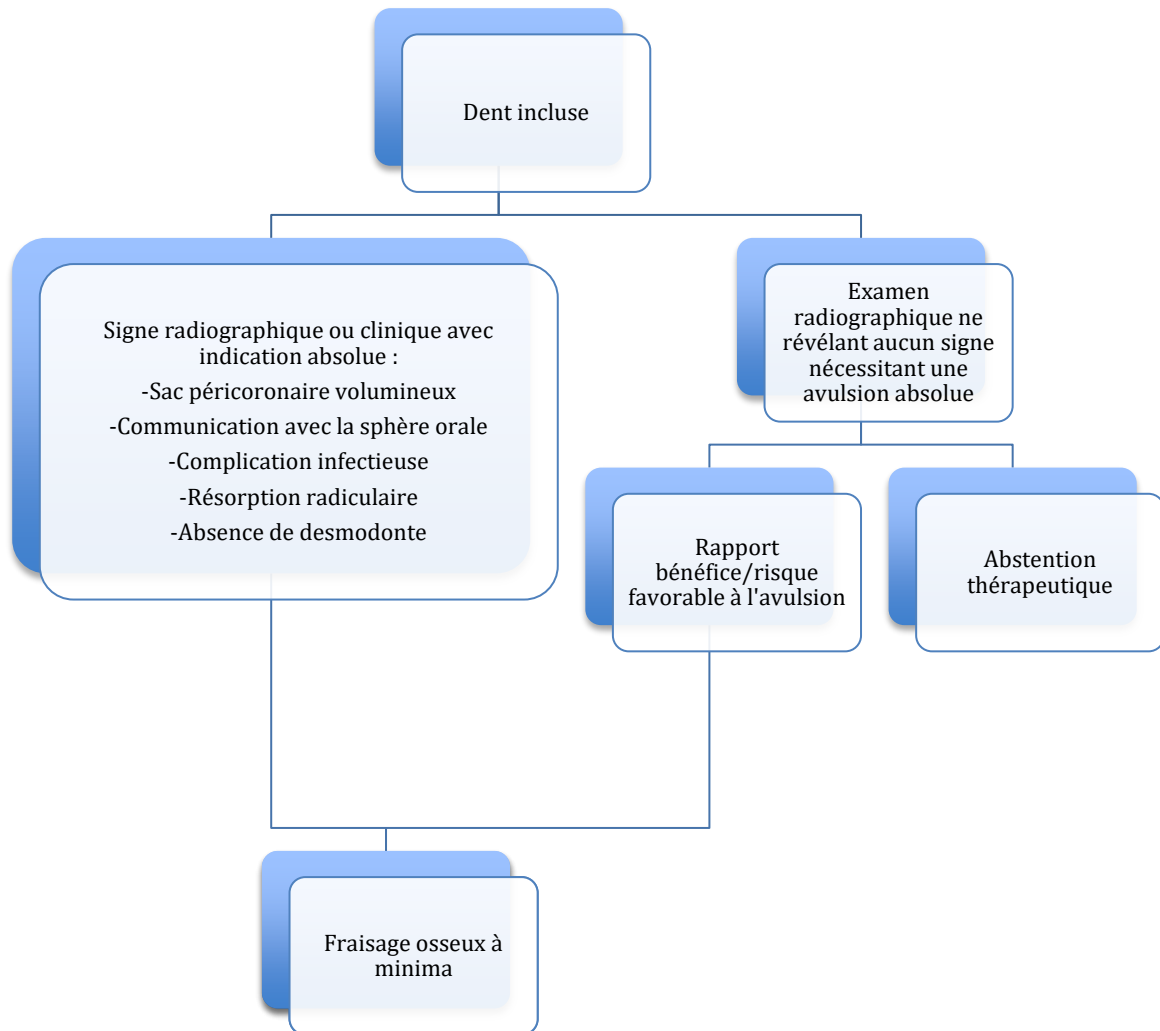 Dent incluse
Signe radiographique ou clinique avec
indication absolue :
-Sac péricoronaire volumineux
-Communication avec la sphère orale
-Complication infectieuse
-Résorption radiculaire
-Absence de desmodonte
Examen
radiographique ne
révélant aucun signe
nécessitant une
avulsion absolue
Rapport
bénéfice/risque
favorable à l'avulsion
Abstention
thérapeutique
Fraisage osseux à
minima